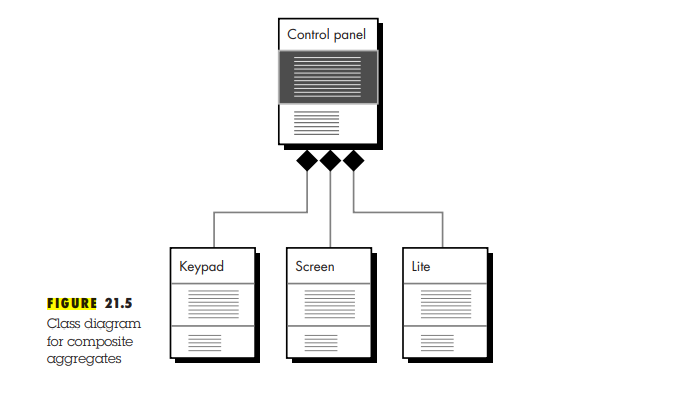 Control panel
Keypad
Screen
Lite
FIGURE 21.5
Class diagram
for composite
aggregates